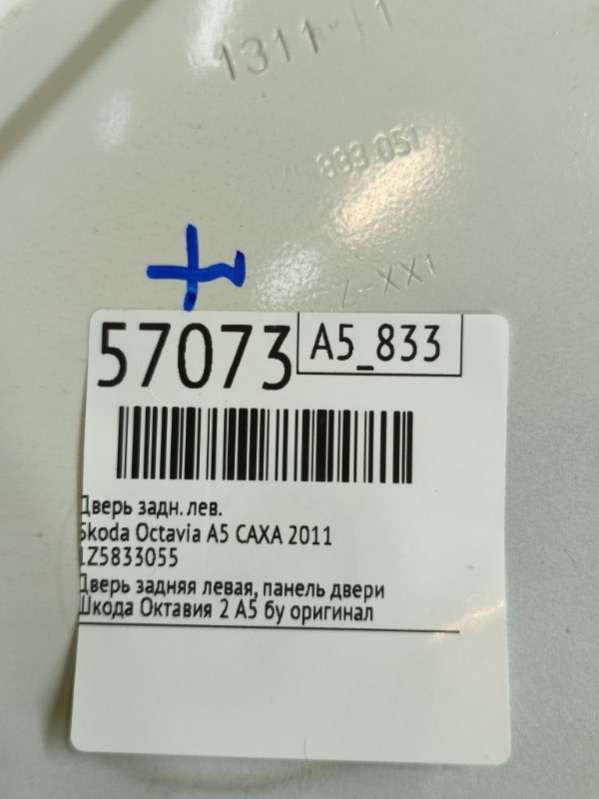 1311-11
833 051
Z-XX1
57073
A5_833
Дверь задн. лев.
Skoda Octavia A5 CAXA 2011
1Z5833055
Дверь задняя левая, панель двери
Шкода Октавия 2 А5 бу оригинал